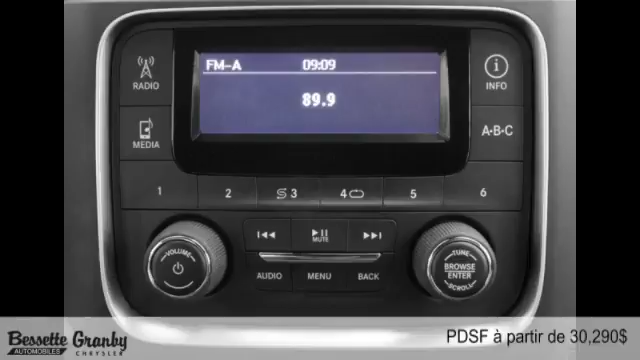 FM-A 09:09
89.9
RADIO
MEDIA
INFO
A-B-C
1 2 3 4 5 6
MUTE
VOLUME
AUDIO MENU BACK
TUNE
BROWSE
ENTER
SCROLL
Bessette Granby
AUTOMOBILES CHRYSLER
PDSF à partir de 30,290$